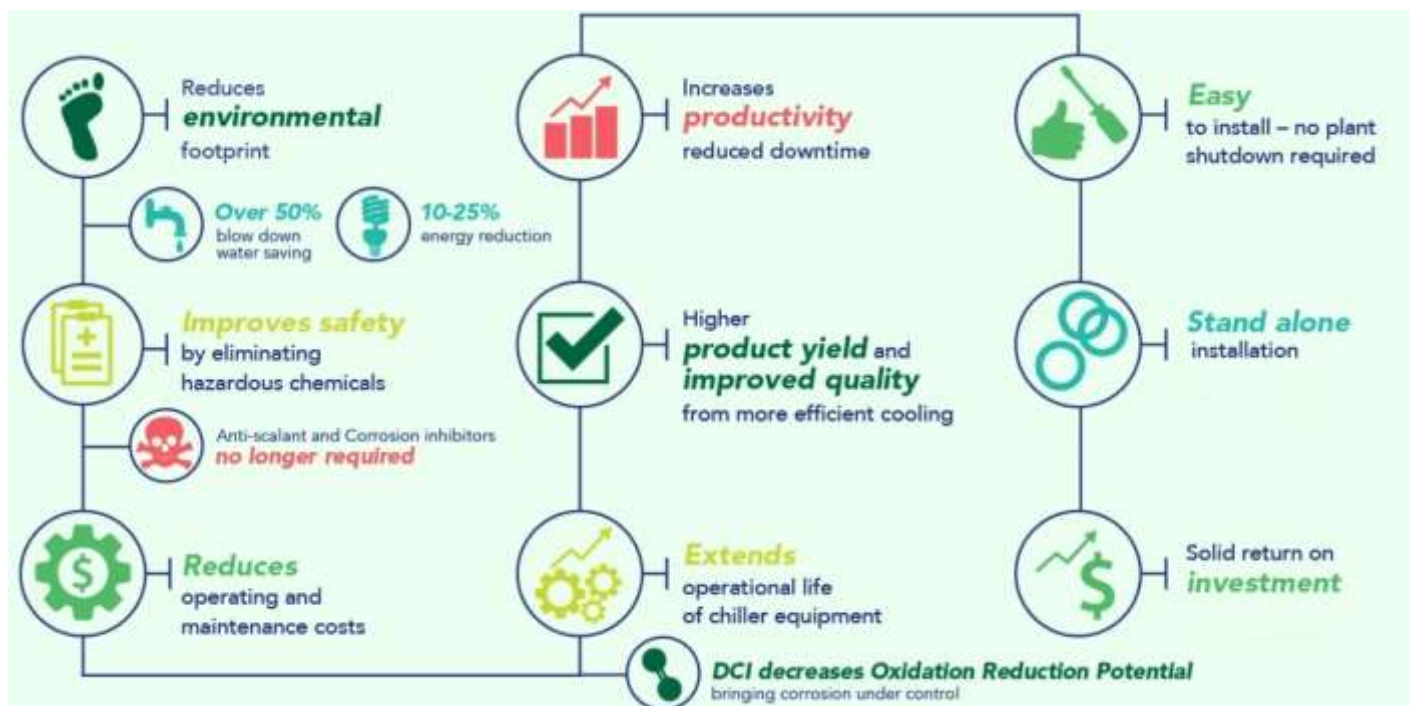 Reduces
environmental
footprint
Over 50%
blow down
water saving
10-25%
energy reduction
Improves safety
by eliminating
hazardous chemicals
Anti-scalant and Corrosion inhibitors
no longer required
$
Reduces
operating and
maintenance costs
Increases
productivity
reduced downtime
Higher
product yield and
improved quality
from more efficient cooling
Extends
operational life
of chiller equipment
DCI decreases Oxidation Reduction Potential
bringing corrosion under control
Easy
to install – no plant
shutdown required
Stand alone
installation
$
Solid return on
investment